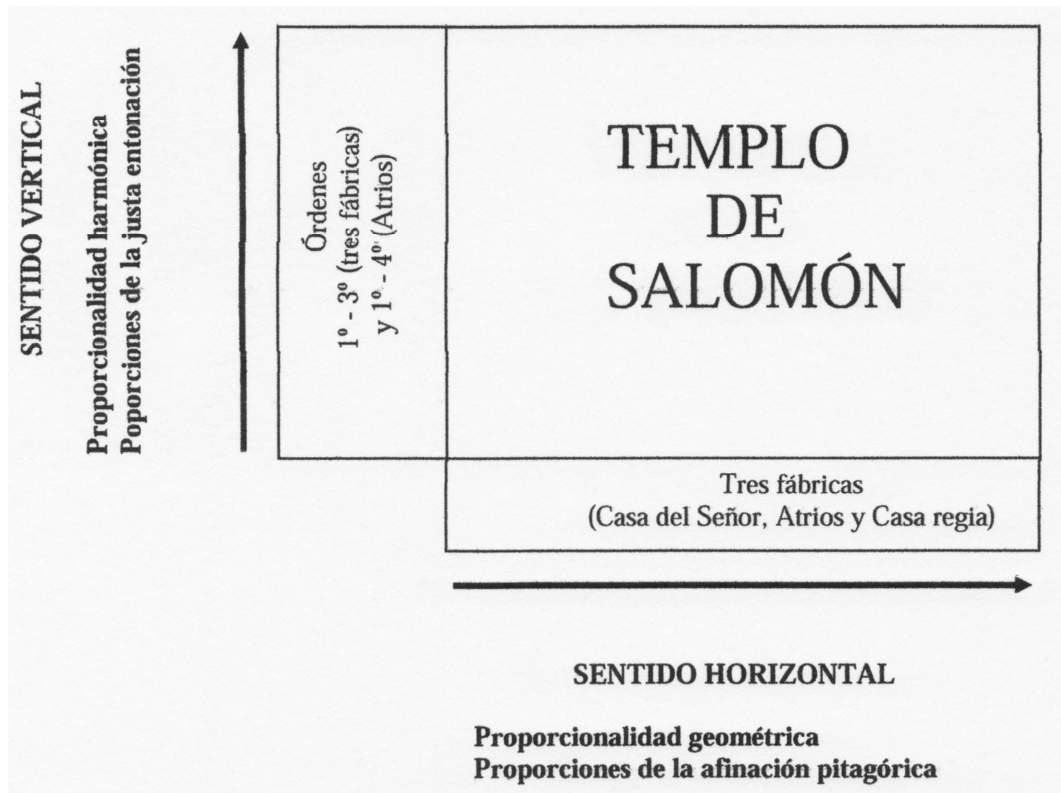 SENTIDO VERTICAL
Proporcionalidad harmónica
Poporciones de la justa entonación
Órdenes
1º - 3º (tres fábricas)
y 1º - 4º (Atrios)
TEMPLO
DE
SALOMÓN
Tres fábricas
(Casa del Señor, Atrios y Casa regia)
SENTIDO HORIZONTAL
Proporcionalidad geométrica
Proporciones de la afinación pitagórica